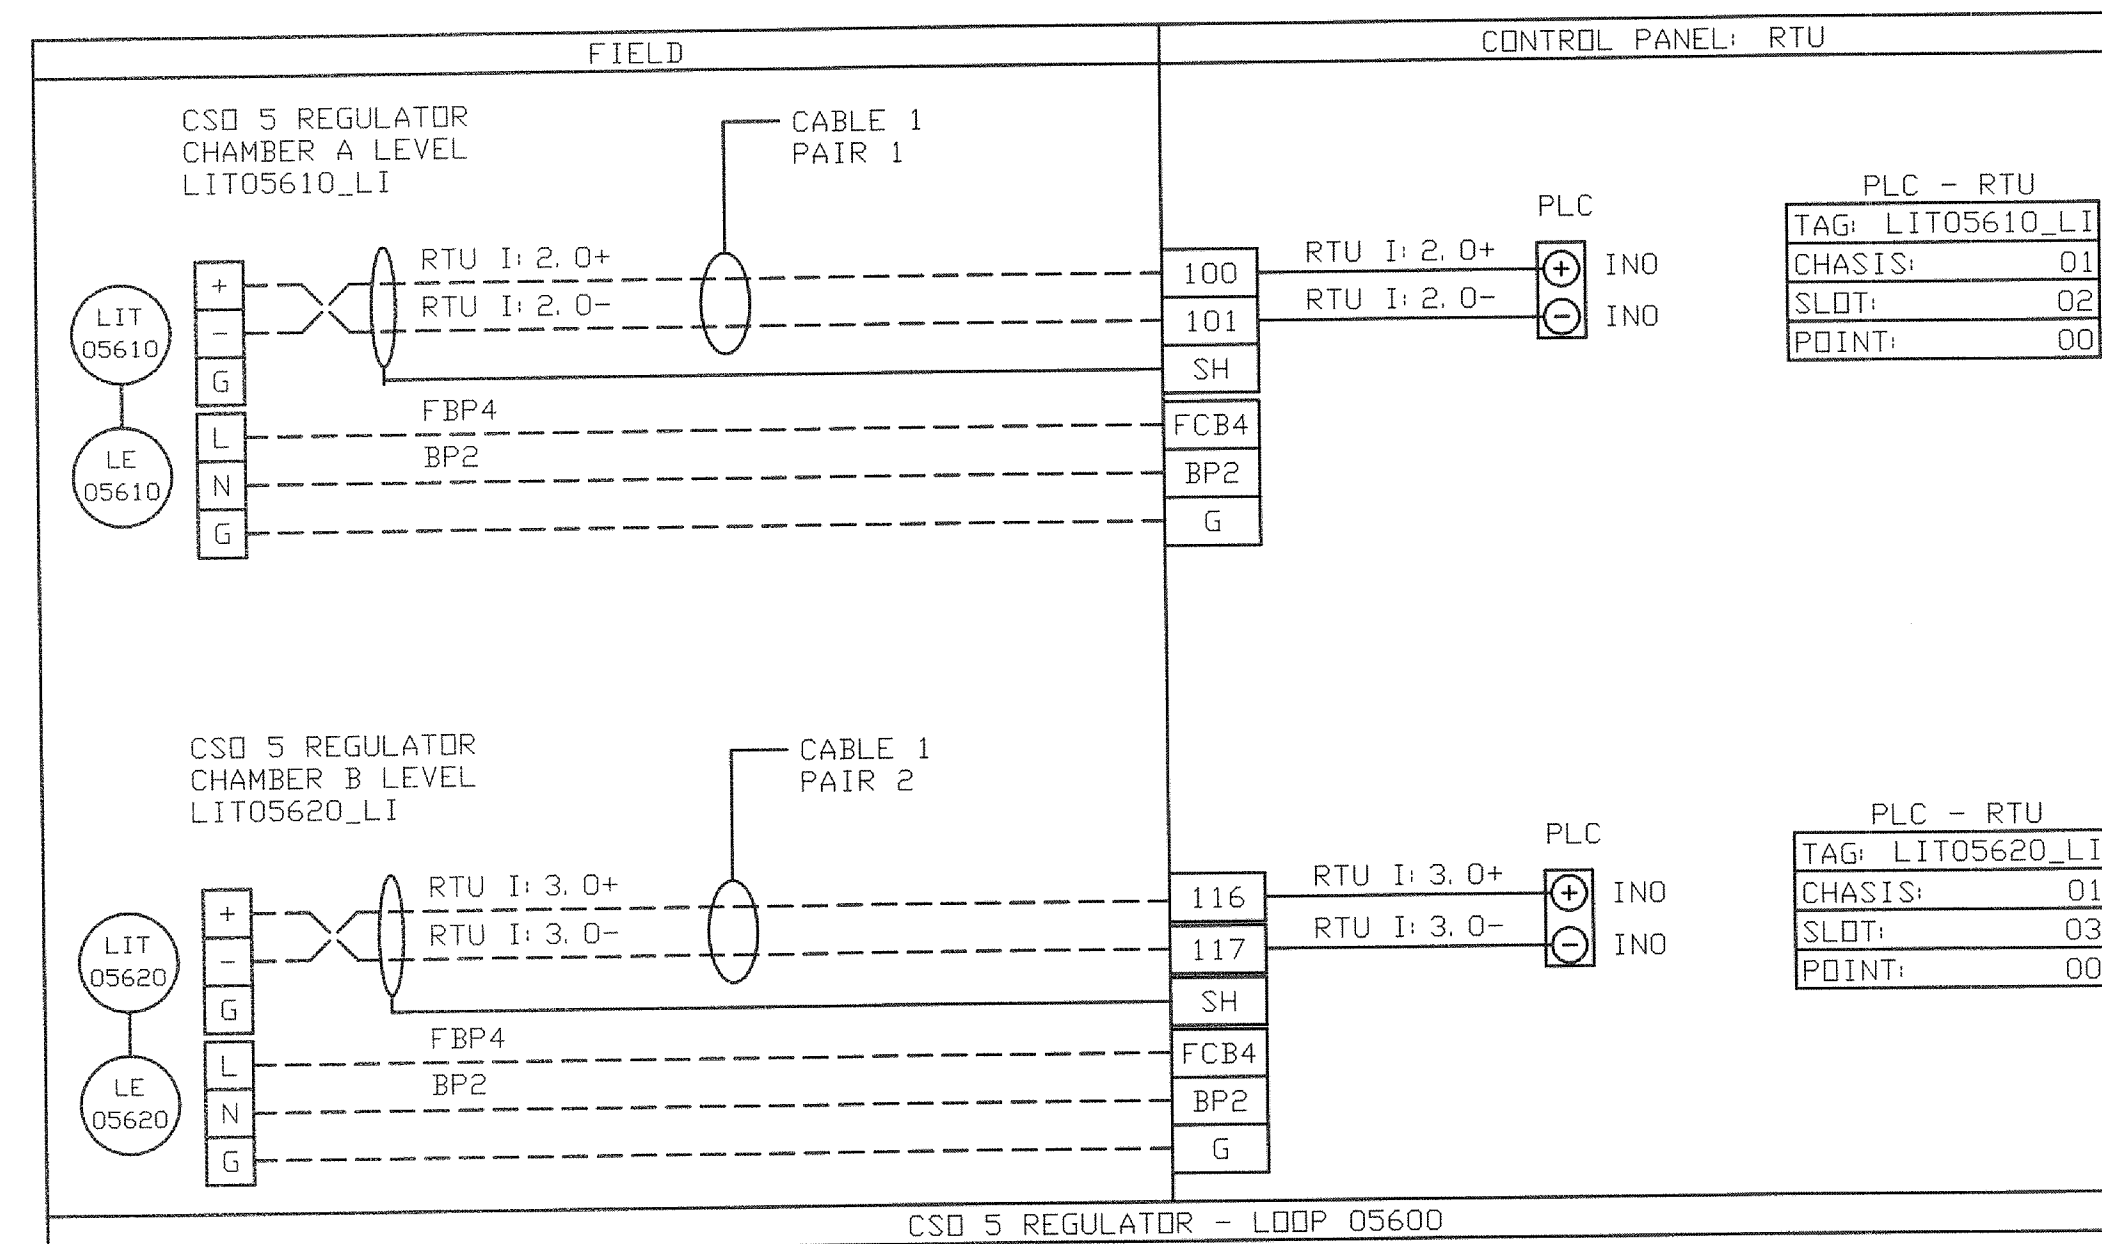 FIELD
CONTROL PANEL: RTU
CSO 5 REGULATOR
CHAMBER A LEVEL
LIT05610_LI
CABLE 1
PAIR 1
LIT
05610
LE
05610
+
-
G
L
N
G
RTU I: 2. 0+
RTU I: 2. 0-
FBP4
BP2
100
101
SH
FCB4
BP2
G
RTU I: 2. 0+
RTU I: 2. 0-
PLC
+ IN0
- IN0
PLC - RTU
TAG: LIT05610_LI
CHASIS: 01
SLOT: 02
POINT: 00
CSO 5 REGULATOR
CHAMBER B LEVEL
LIT05620_LI
CABLE 1
PAIR 2
LIT
05620
LE
05620
+
-
G
L
N
G
RTU I: 3. 0+
RTU I: 3. 0-
FBP4
BP2
116
117
SH
FCB4
BP2
G
RTU I: 3. 0+
RTU I: 3. 0-
PLC
+ IN0
- IN0
PLC - RTU
TAG: LIT05620_LI
CHASIS: 01
SLOT: 03
POINT: 00
CSO 5 REGULATOR - LOOP 05600